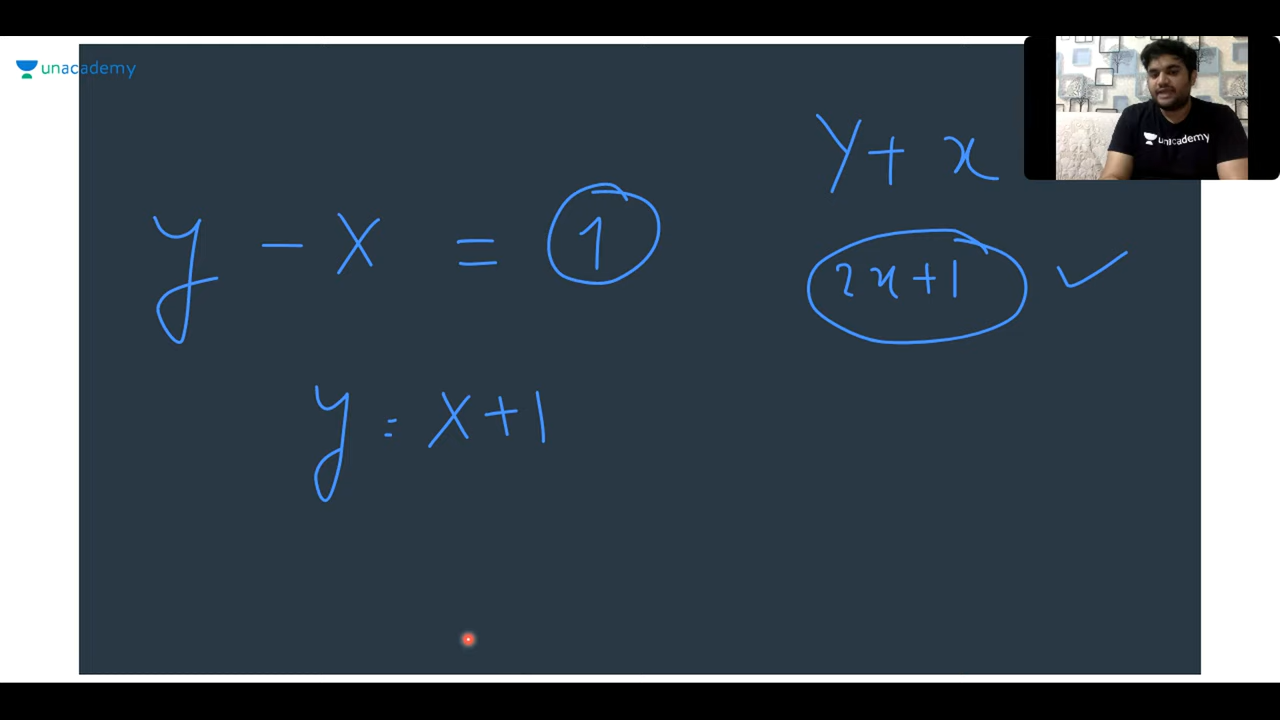 unacademy
unacademy
y + x
y - x = 1
2x+1 ✓
y = x+1